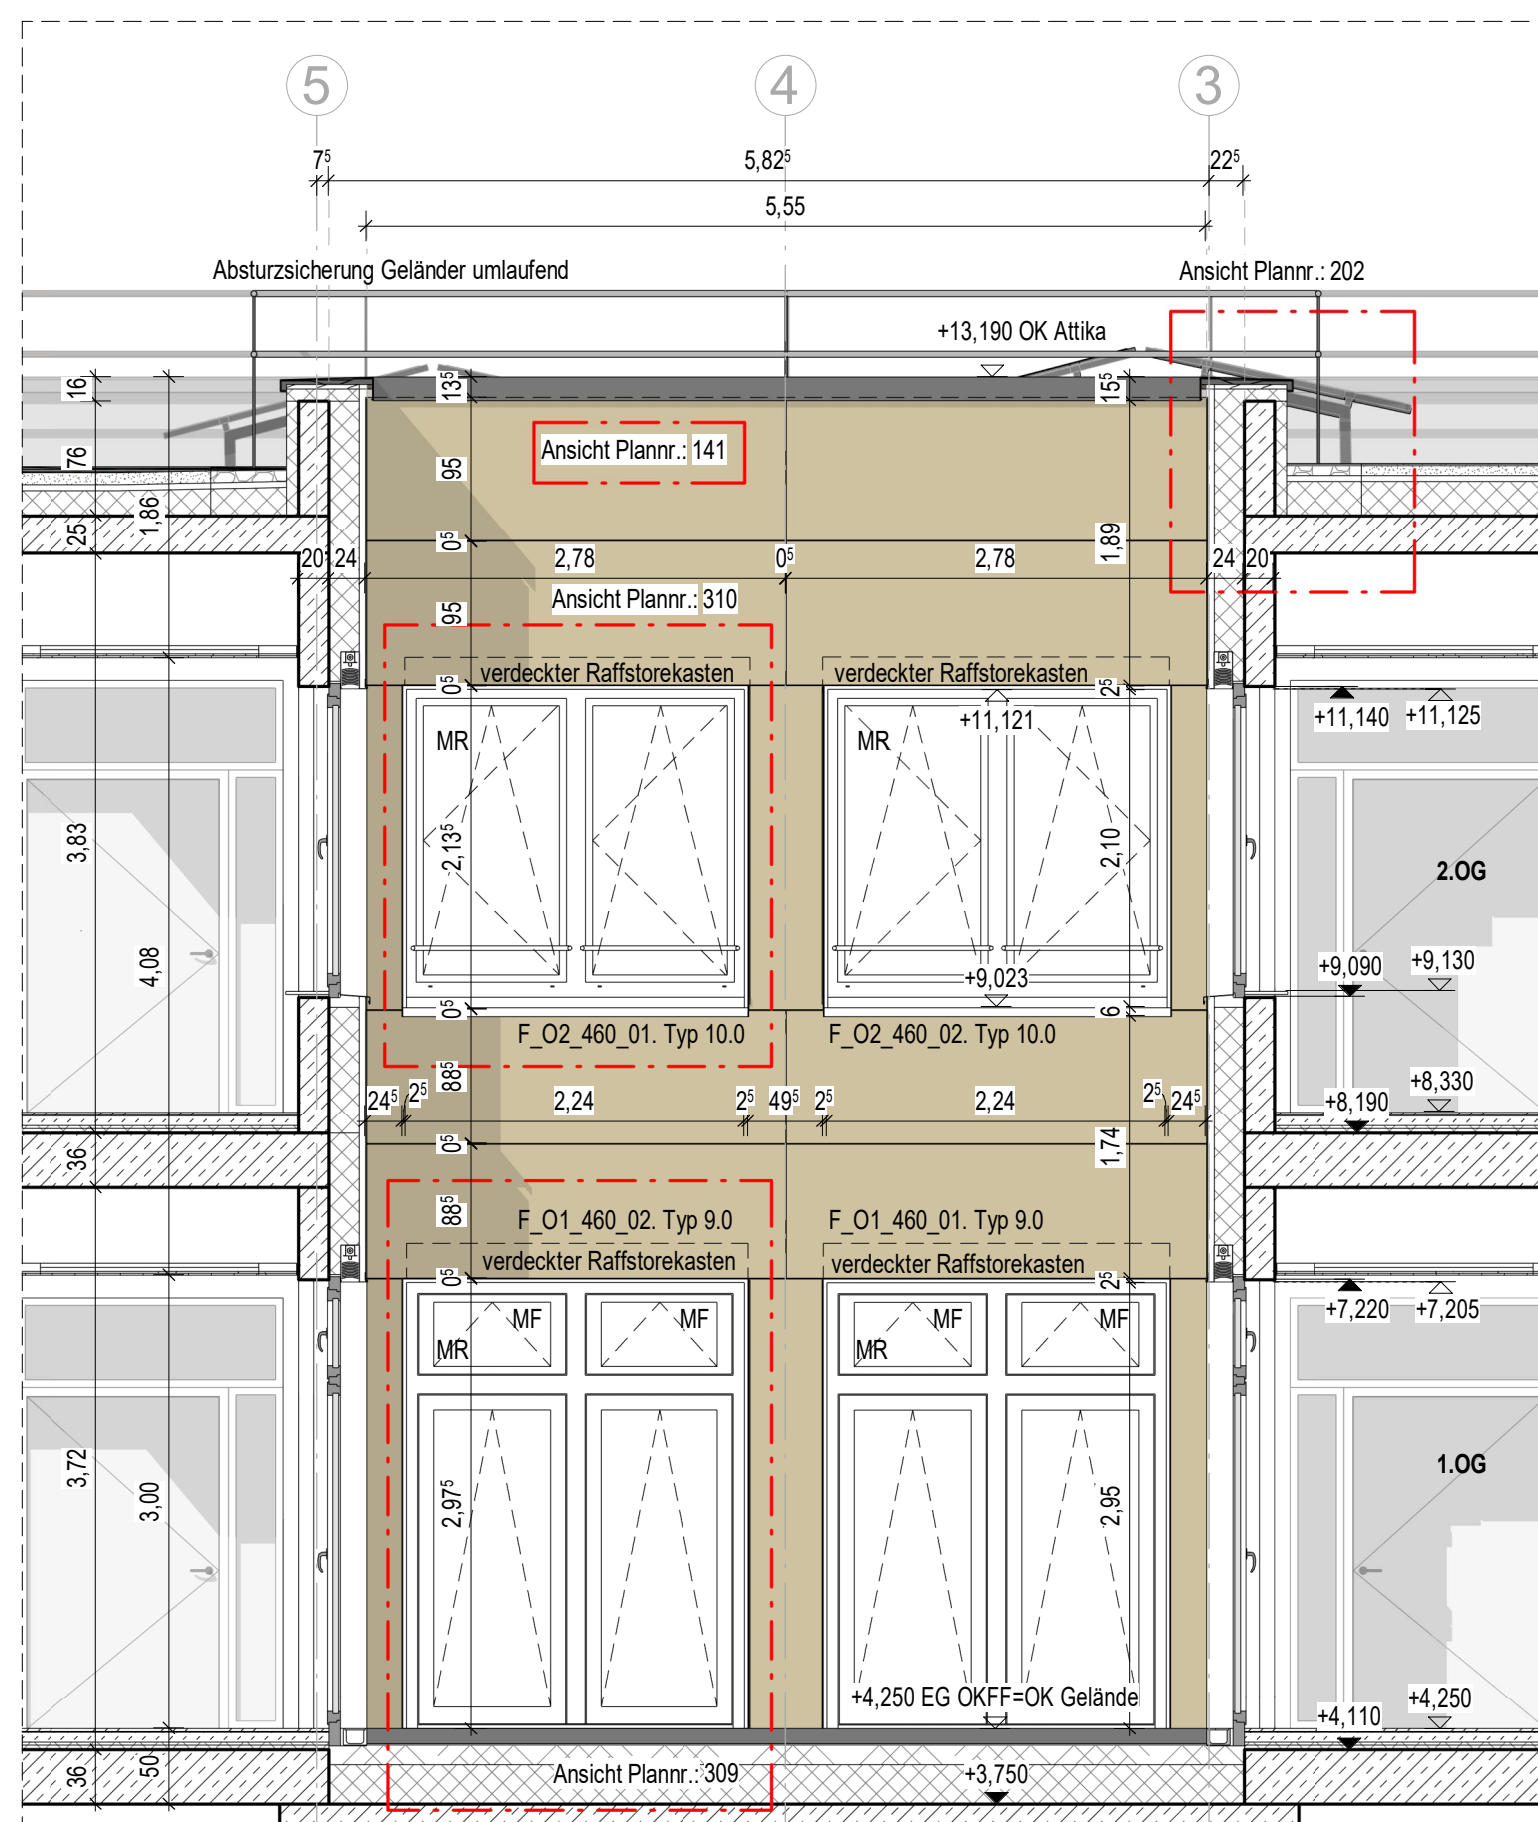 5 4 3
7⁵ 5,82⁵ 22⁵
5,55
Absturzsicherung Geländer umlaufend
Ansicht Plannr.: 202
+13,190 OK Attika
16
13⁵
15⁵
Ansicht Plannr.: 141
76
95
1,86
25
0⁵
1,89
20 24 2,78 0⁵ 2,78 24 20
Ansicht Plannr.: 310
95
verdeckter Raffstorekasten
verdeckter Raffstorekasten
0⁵
2⁵
+11,121
+11,140
+11,125
MR
MR
3,83
2,13⁵
2,10
2.OG
4,08
+9,023
+9,090
+9,130
0⁵
6
F_O2_460_01. Typ 10.0
F_O2_460_02. Typ 10.0
88⁵
24⁵ 2⁵ 2,24 2⁵ 49⁵ 2⁵ 2,24 2⁵ 24⁵
+8,330
+8,190
36
0⁵
1,74
88⁵
F_O1_460_02. Typ 9.0
F_O1_460_01. Typ 9.0
verdeckter Raffstorekasten
verdeckter Raffstorekasten
0⁵
2⁵
+7,220
+7,205
MF
MF
MF
MF
MR
MR
3,72
3,00
2,97⁵
2,95
1.OG
+4,250 EG OKFF=OK Gelände
+4,250
+4,110
36
50
Ansicht Plannr.: 309
+3,750